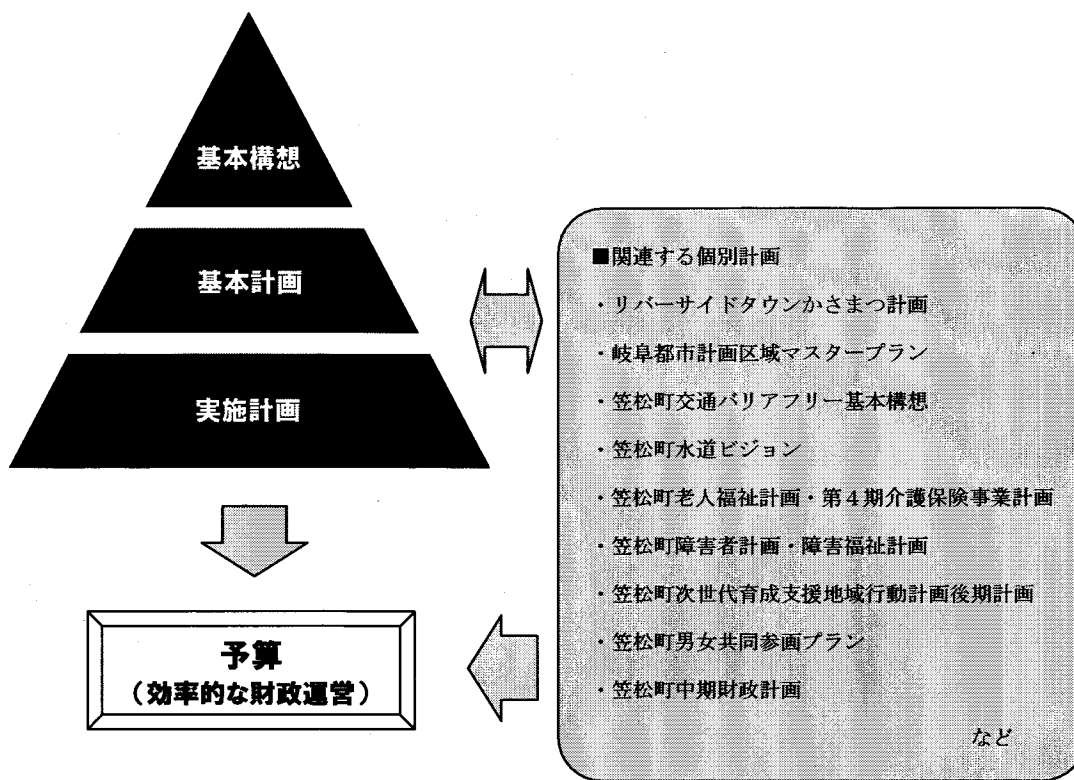 基本構想
基本計画
実施計画
予算
（効率的な財政運営）
■関連する個別計画
・リバーサイドタウンかさまつ計画
・岐阜都市計画区域マスタープラン
・笠松町交通バリアフリー基本構想
・笠松町水道ビジョン
・笠松町老人福祉計画・第４期介護保険事業計画
・笠松町障害者計画・障害福祉計画
・笠松町次世代育成支援地域行動計画後期計画
・笠松町男女共同参画プラン
・笠松町中期財政計画
など